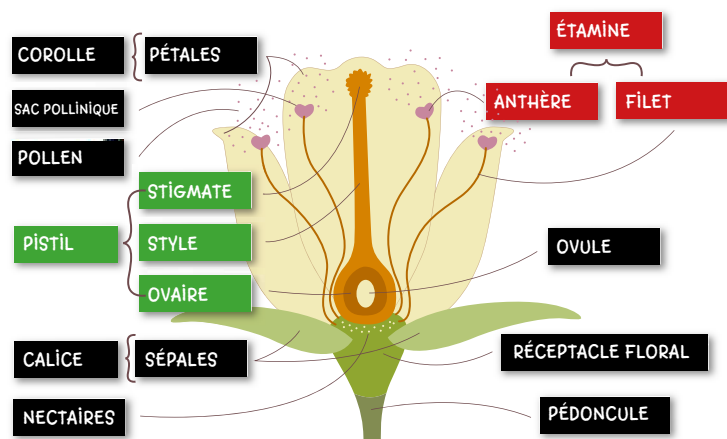 COROLLE
PÉTALES
SAC POLLINIQUE
POLLEN
STIGMATE
PISTIL
STYLE
OVAIRE
CALICE
SÉPALES
NECTAIRES
ÉTAMINE
ANTHÈRE
FILET
OVULE
RÉCEPTACLE FLORAL
PÉDONCULE